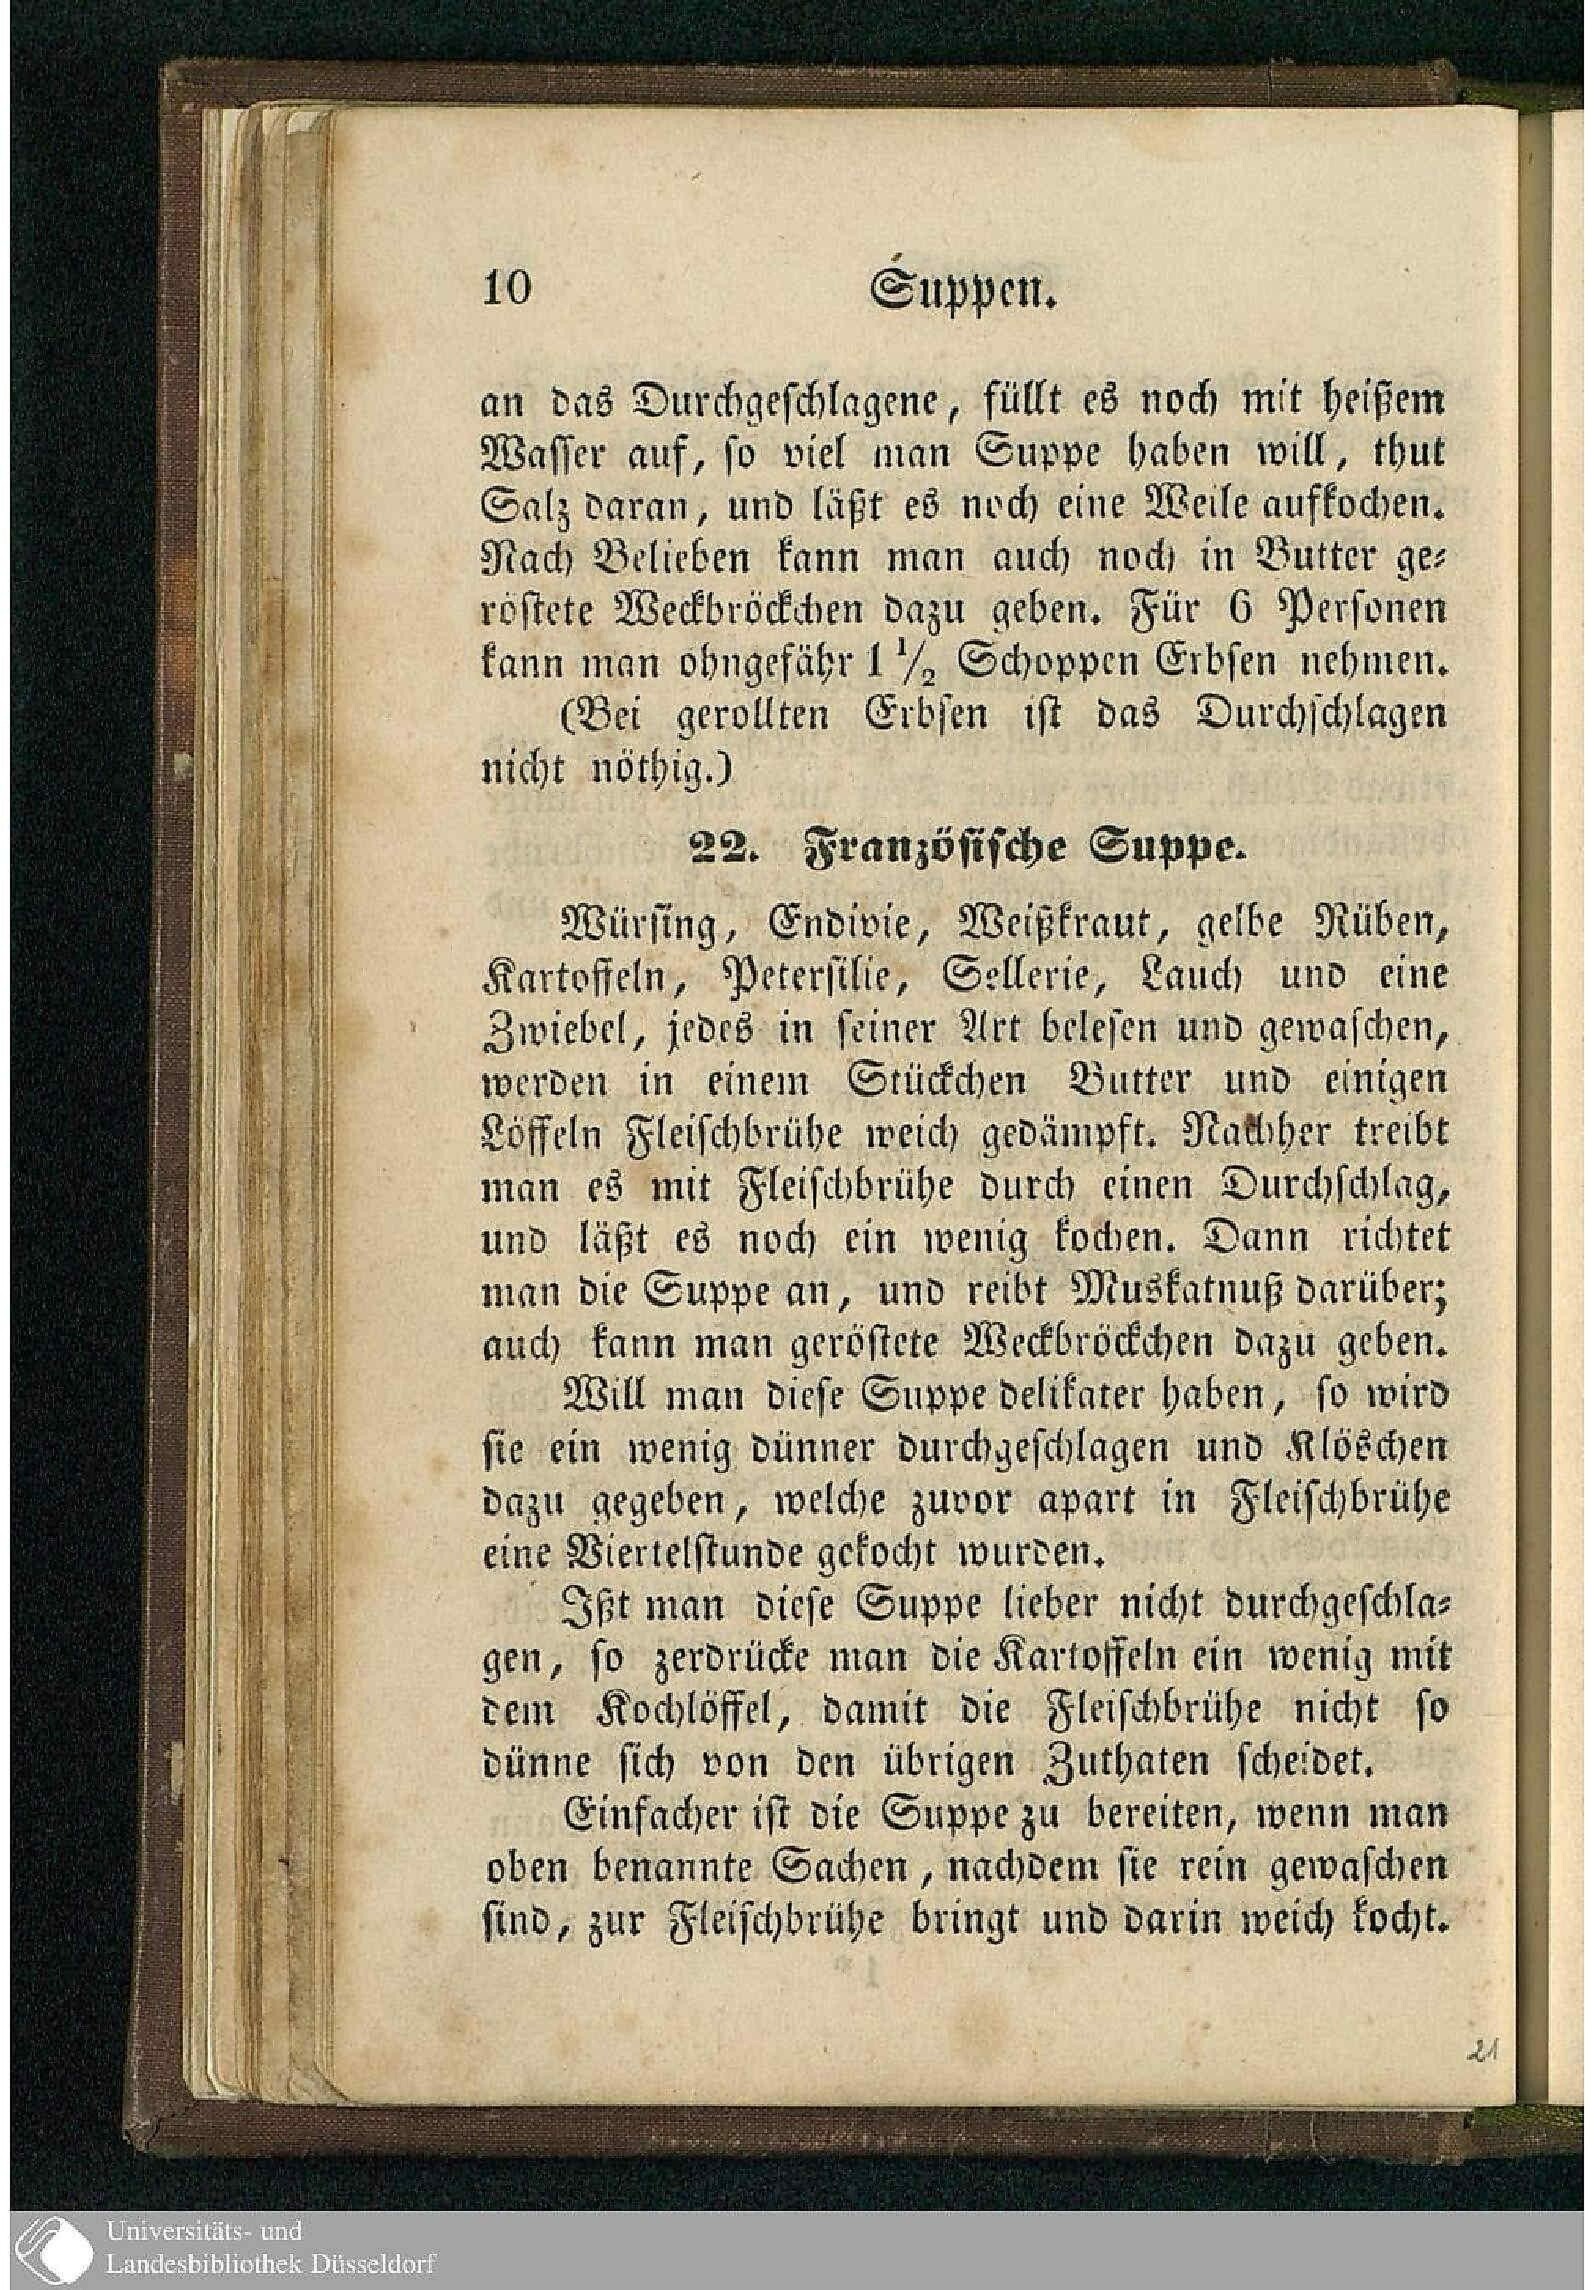 10
Suppen.
an das Durchgeschlagene, füllt es noch mit heißem
Wasser auf, so viel man Suppe haben will, thut
Salz daran, und läßt es noch eine Weile aufkochen.
Nach Belieben kann man auch noch in Butter ge-
röstete Weckbröckchen dazu geben. Für 6 Personen
kann man ohngefähr 1 1/2 Schoppen Erbsen nehmen.
(Bei gerollten Erbsen ist das Durchschlagen
nicht nöthig.)
22. Französische Suppe.
Würsing, Endivie, Weißkraut, gelbe Rüben,
Kartoffeln, Petersilie, Sellerie, Lauch und eine
Zwiebel, jedes in seiner Art belesen und gewaschen,
werden in einem Stückchen Butter und einigen
Löffeln Fleischbrühe weich gedämpft. Nachher treibt
man es mit Fleischbrühe durch einen Durchschlag,
und läßt es noch ein wenig kochen. Dann richtet
man die Suppe an, und reibt Muskatnuß darüber;
auch kann man geröstete Weckbröckchen dazu geben.
Will man diese Suppe delikater haben, so wird
sie ein wenig dünner durchgeschlagen und Klöschen
dazu gegeben, welche zuvor apart in Fleischbrühe
eine Viertelstunde gekocht wurden.
Ißt man diese Suppe lieber nicht durchgeschla-
gen, so zerdrücke man die Kartoffeln ein wenig mit
dem Kochlöffel, damit die Fleischbrühe nicht so
dünne sich von den übrigen Zuthaten scheidet.
Einfacher ist die Suppe zu bereiten, wenn man
oben benannte Sachen, nachdem sie rein gewaschen
sind, zur Fleischbrühe bringt und darin weich kocht.
21
Universitäts- und
Landesbibliothek Düsseldorf